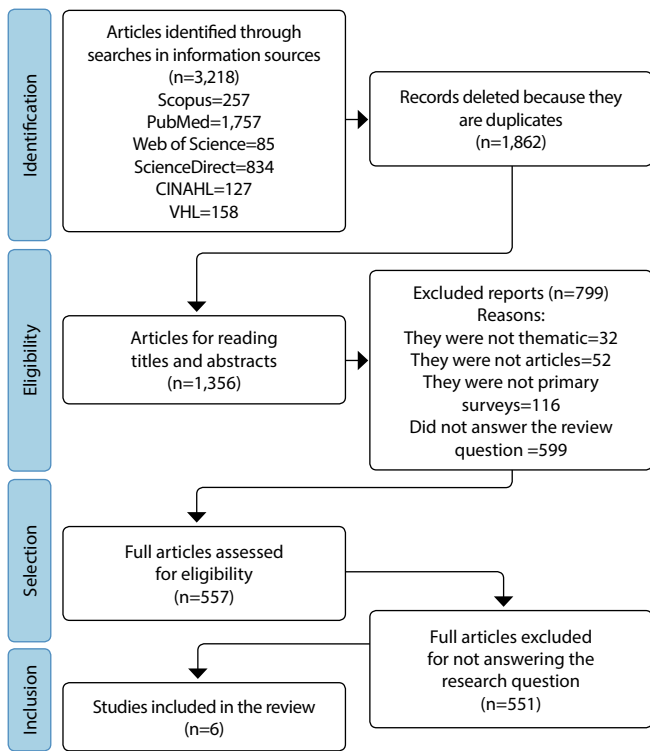 Identification
Articles identified through
searches in information sources
(n=3,218)
Scopus=257
PubMed=1,757
Web of Science=85
ScienceDirect=834
CINAHL=127
VHL=158
Records deleted because they
are duplicates
(n=1,862)
Eligibility
Articles for reading
titles and abstracts
(n=1,356)
Excluded reports (n=799)
Reasons:
They were not thematic=32
They were not articles=52
They were not primary
surveys=116
Did not answer the review
question =599
Selection
Full articles assessed
for eligibility
(n=557)
Full articles excluded
for not answering the
research question
(n=551)
Inclusion
Studies included in the review
(n=6)